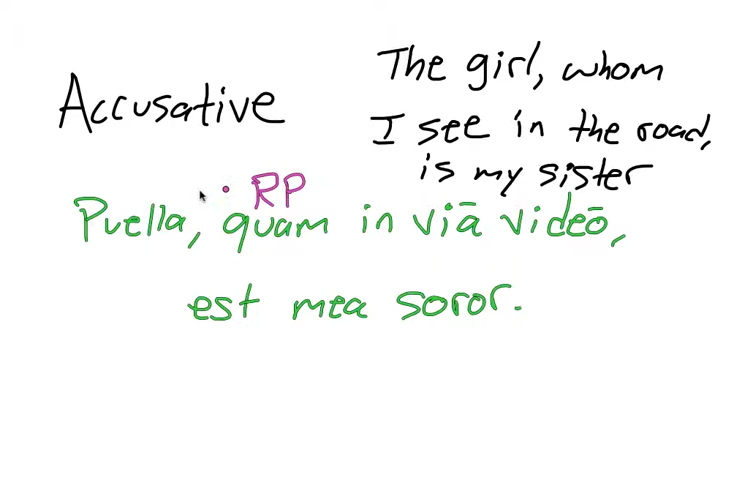 Accusative
The girl, whom
I see in the road,
is my sister
RP
Puella, quam in viā videō,
est mea soror.